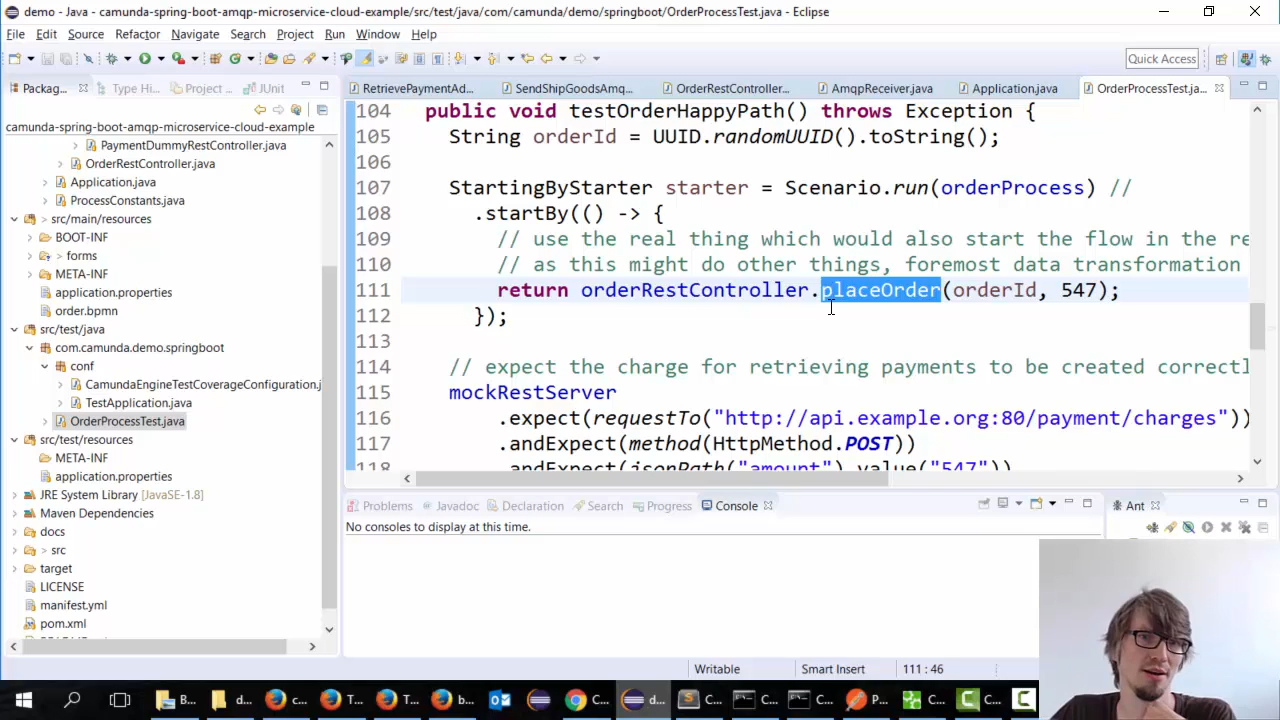 demo - Java - camunda-spring-boot-amqp-microservice-cloud-example/src/test/java/com/camunda/demo/springboot/OrderProcessTest.java - Eclipse
File Edit Source Refactor Navigate Search Project Run Window Help
Quick Access
Packag... Type Hi... Project ... JUnit
RetrievePaymentAd... SendShipGoodsAmq... OrderRestController... AmqpReceiver.java Application.java OrderProcessTest.ja...
camunda-spring-boot-amqp-microservice-cloud-example
PaymentDummyRestController.java
OrderRestController.java
Application.java
ProcessConstants.java
src/main/resources
BOOT-INF
forms
META-INF
application.properties
order.bpmn
src/test/java
com.camunda.demo.springboot
conf
CamundaEngineTestCoverageConfiguration.j
TestApplication.java
OrderProcessTest.java
src/test/resources
META-INF
application.properties
JRE System Library [JavaSE-1.8]
Maven Dependencies
docs
src
target
LICENSE
manifest.yml
pom.xml
104 public void testOrderHappyPath() throws Exception {
105 String orderId = UUID.randomUUID().toString();
106
107 StartingByStarter starter = Scenario.run(orderProcess) //
108 .startBy(() -> {
109 // use the real thing which would also start the flow in the re
110 // as this might do other things, foremost data transformation
111 return orderRestController.placeOrder(orderId, 547);
112 });
113
114 // expect the charge for retrieving payments to be created correctl
115 mockRestServer
116 .expect(requestTo("http://api.example.org:80/payment/charges"))
117 .andExpect(method(HttpMethod.POST))
118 .andExpect(jsonPath("amount").value("547"))
Problems Javadoc Declaration Search Progress Console
Ant
No consoles to display at this time.
Writable Smart Insert 111 : 46
B... d... c... T... T... b... C... d... C... C... C... P... C... C...